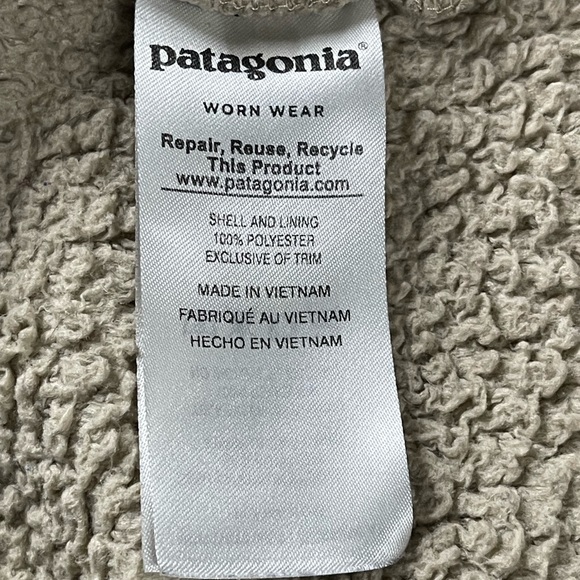 patagonia®
WORN WEAR
Repair, Reuse, Recycle
This Product
www.patagonia.com
SHELL AND LINING
100% POLYESTER
EXCLUSIVE OF TRIM
MADE IN VIETNAM
FABRIQUÉ AU VIETNAM
HECHO EN VIETNAM